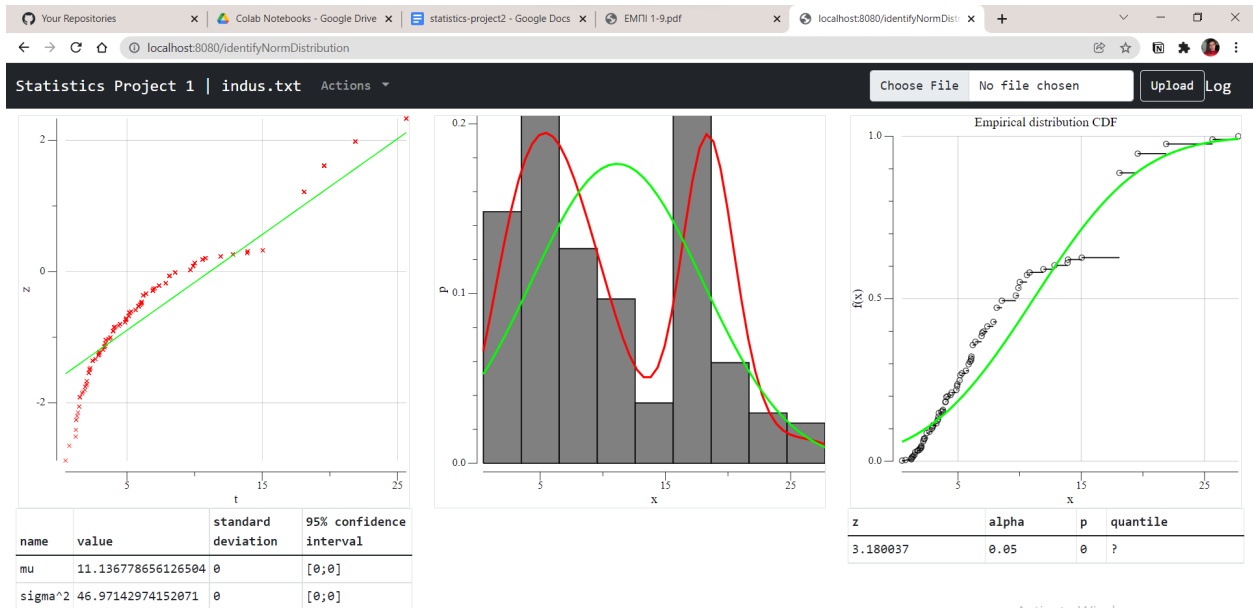 Your Repositories
Colab Notebooks - Google Drive
statistics-project2 - Google Docs
ЕМПІІ 1-9.pdf
localhost:8080/identifyNormDist
localhost:8080/identifyNormDistribution
Statistics Project 1 | indus.txt Actions
Choose File No file chosen Upload Log
2
0
-2
z
5 15 25
t
0.2
0.1
0.0
p
5 15 25
x
Empirical distribution CDF
1.0
0.5
0.0
f(x)
5 15 25
x
name value standard deviation 95% confidence interval
mu 11.136778656126504 0 [0;0]
sigma^2 46.97142974152071 0 [0;0]
z alpha p quantile
3.180037 0.05 0 ?